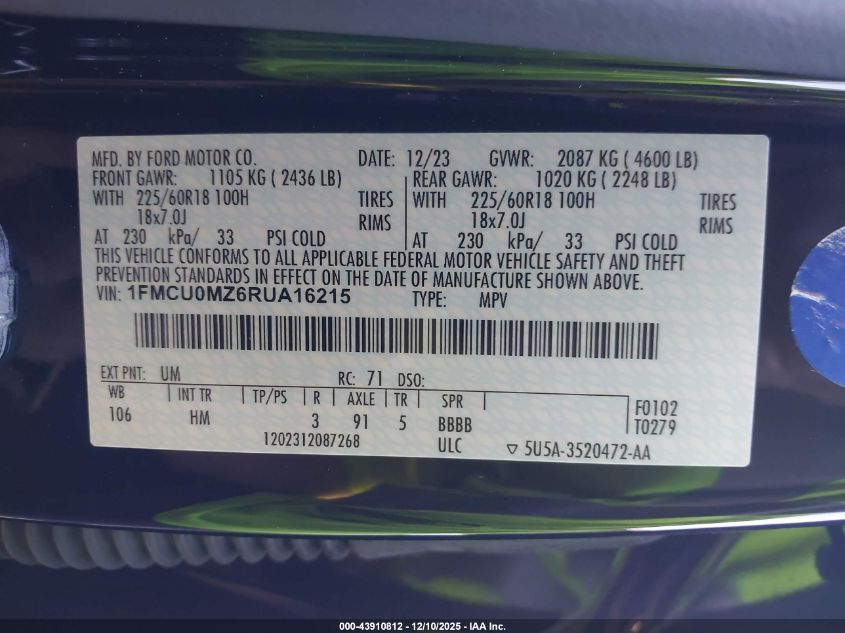 MFD. BY FORD MOTOR CO. DATE: 12/23 GVWR: 2087 KG ( 4600 LB)
FRONT GAWR: 1105 KG ( 2436 LB) REAR GAWR: 1020 KG ( 2248 LB)
WITH 225/60R18 100H TIRES WITH 225/60R18 100H TIRES
18x7.0J RIMS 18x7.0J RIMS
AT 230 kPa/ 33 PSI COLD AT 230 kPa/ 33 PSI COLD
THIS VEHICLE CONFORMS TO ALL APPLICABLE FEDERAL MOTOR VEHICLE SAFETY AND THEFT
PREVENTION STANDARDS IN EFFECT ON THE DATE OF MANUFACTURE SHOWN ABOVE.
VIN: 1FMCU0MZ6RUA16215 TYPE: MPV
EXT PNT: UM RC: 71 DSO:
WB INT TR TP/PS R AXLE TR SPR F0102
106 HM 3 91 5 BBBB T0279
1202312087268 ULC ▽ 5U5A-3520472-AA
000-43910812 - 12/10/2025 - IAA Inc.